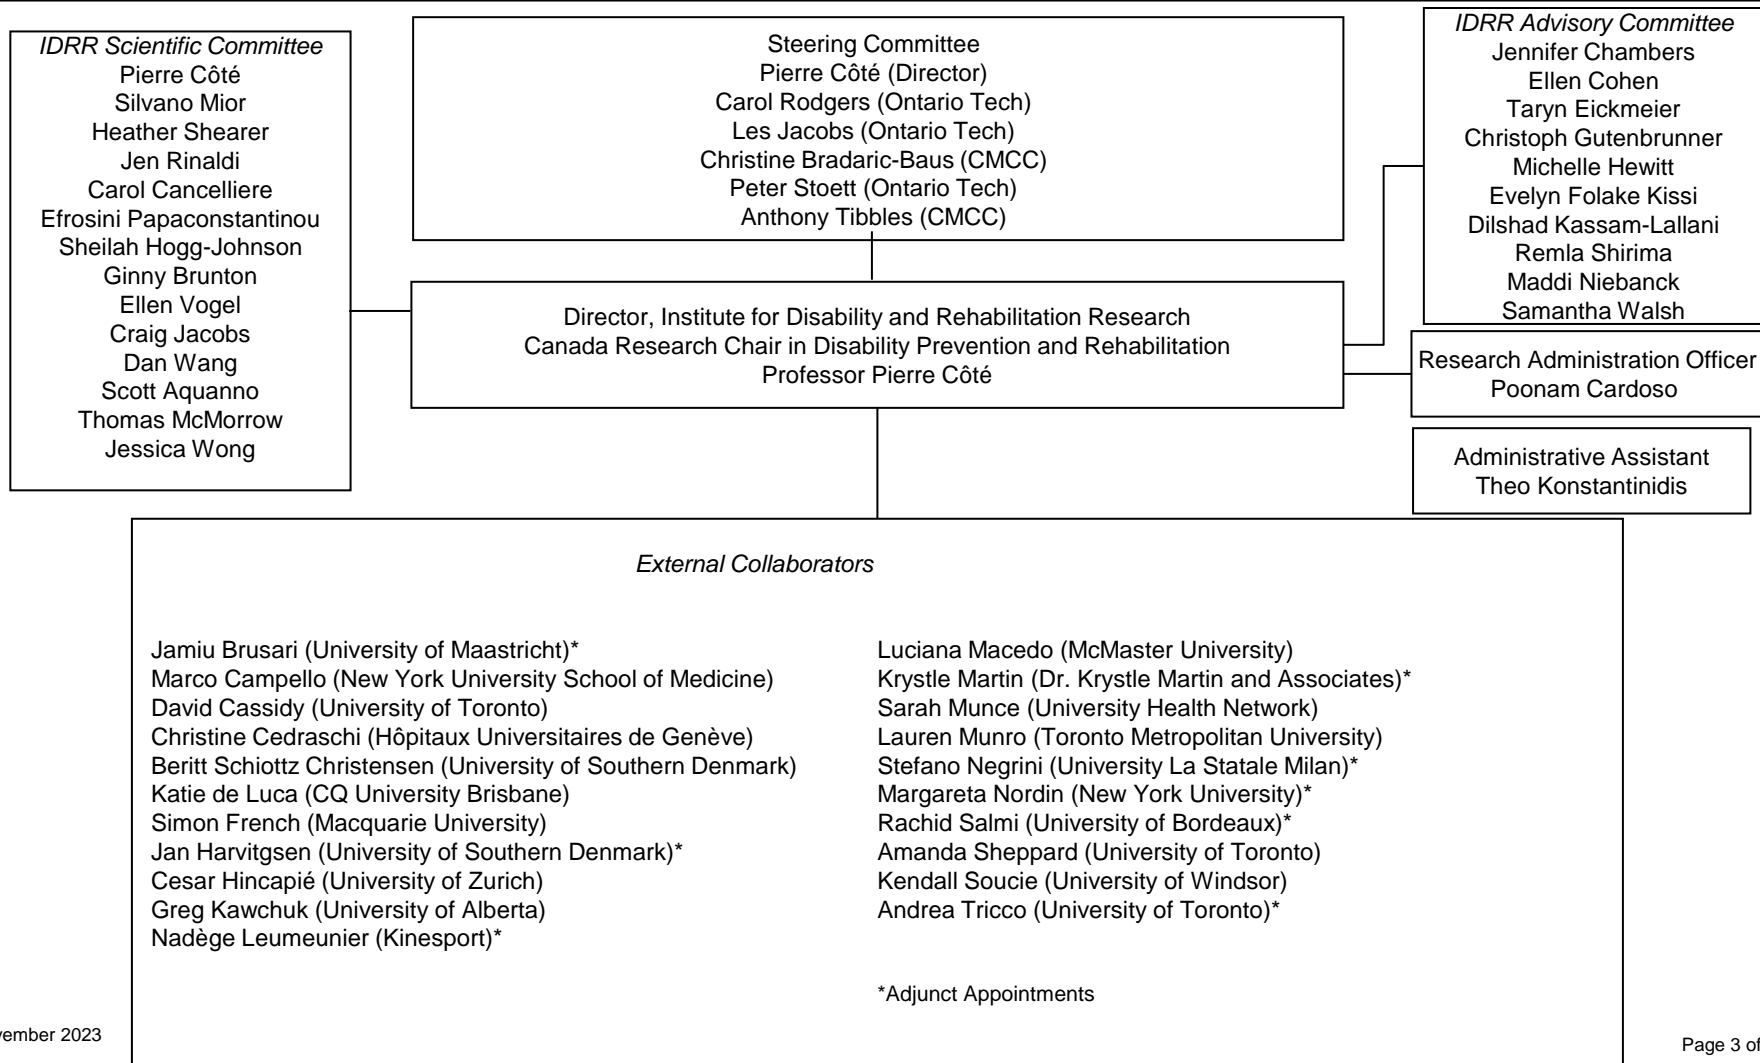 IDRR Scientific Committee
Pierre Côté
Silvano Mior
Heather Shearer
Jen Rinaldi
Carol Cancelliere
Efrosini Papaconstantinou
Sheilah Hogg-Johnson
Ginny Brunton
Ellen Vogel
Craig Jacobs
Dan Wang
Scott Aquanno
Thomas McMorrow
Jessica Wong
Steering Committee
Pierre Côté (Director)
Carol Rodgers (Ontario Tech)
Les Jacobs (Ontario Tech)
Christine Bradaric-Baus (CMCC)
Peter Stoett (Ontario Tech)
Anthony Tibbles (CMCC)
IDRR Advisory Committee
Jennifer Chambers
Ellen Cohen
Taryn Eickmeier
Christoph Gutenbrunner
Michelle Hewitt
Evelyn Folake Kissi
Dilshad Kassam-Lallani
Remla Shirima
Maddi Niebanck
Samantha Walsh
Director, Institute for Disability and Rehabilitation Research
Canada Research Chair in Disability Prevention and Rehabilitation
Professor Pierre Côté
Research Administration Officer
Poonam Cardoso
Administrative Assistant
Theo Konstantinidis
External Collaborators
Jamiu Brusari (University of Maastricht)*
Marco Campello (New York University School of Medicine)
David Cassidy (University of Toronto)
Christine Cedraschi (Hôpitaux Universitaires de Genève)
Beritt Schiottz Christensen (University of Southern Denmark)
Katie de Luca (CQ University Brisbane)
Simon French (Macquarie University)
Jan Harvitgsen (University of Southern Denmark)*
Cesar Hincapié (University of Zurich)
Greg Kawchuk (University of Alberta)
Nadège Leumeunier (Kinesport)*
Luciana Macedo (McMaster University)
Krystle Martin (Dr. Krystle Martin and Associates)*
Sarah Munce (University Health Network)
Lauren Munro (Toronto Metropolitan University)
Stefano Negrini (University La Statale Milan)*
Margareta Nordin (New York University)*
Rachid Salmi (University of Bordeaux)*
Amanda Sheppard (University of Toronto)
Kendall Soucie (University of Windsor)
Andrea Tricco (University of Toronto)*
*Adjunct Appointments
vember 2023
Page 3 of